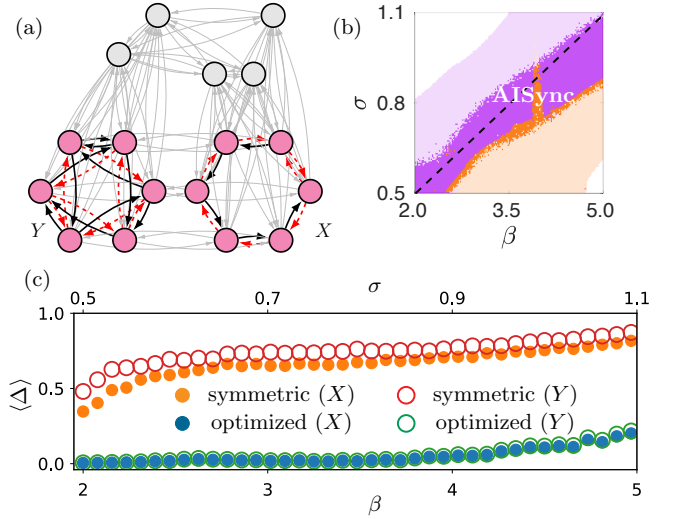 (a)
Y
X
(b)
1.1
σ
0.8
AISync
0.5
2.0
3.5
5.0
β
(c)
σ
0.5
0.7
0.9
1.1
1.0
⟨Δ⟩
0.5
0.0
symmetric (X)
symmetric (Y)
optimized (X)
optimized (Y)
2
3
4
5
β